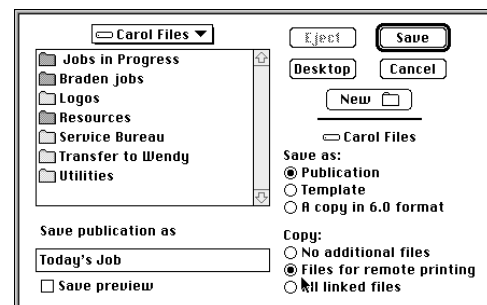 Carol Files
Jobs in Progress
Braden jobs
Logos
Resources
Service Bureau
Transfer to Wendy
Utilities
Save publication as
Today's Job
Save preview
Eject
Save
Desktop
Cancel
New
Carol Files
Save as:
Publication
Template
A copy in 6.0 format
Copy:
No additional files
Files for remote printing
All linked files